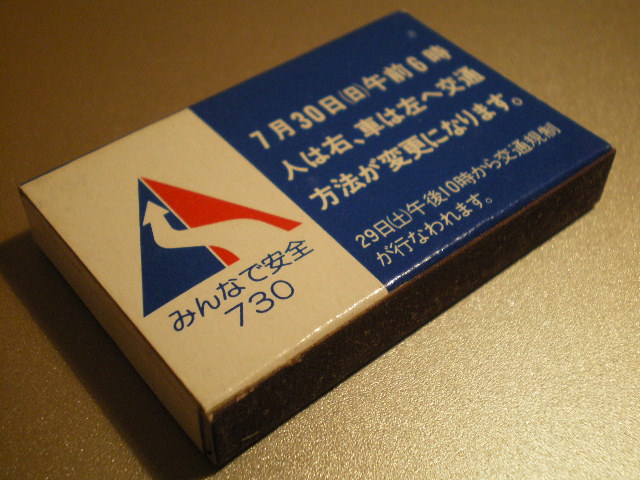 7月30日(日)午前6時
人は右、車は左へ交通
方法が変更になります。
29日(土)午後10時から交通規制
が行なわれます。
みんなで安全
730